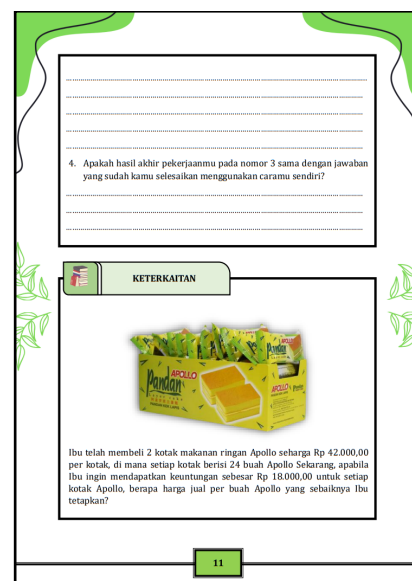 4. Apakah hasil akhir pekerjaanmu pada nomor 3 sama dengan jawaban
yang sudah kamu selesaikan menggunakan caramu sendiri?
KETERKAITAN
APOLLO
Pandan
APOLLO
Pandan
APOLLO
Ibu telah membeli 2 kotak makanan ringan Apollo seharga Rp 42.000,00
per kotak, di mana setiap kotak berisi 24 buah Apollo Sekarang, apabila
Ibu ingin mendapatkan keuntungan sebesar Rp 18.000,00 untuk setiap
kotak Apollo, berapa harga jual per buah Apollo yang sebaiknya Ibu
tetapkan?
11